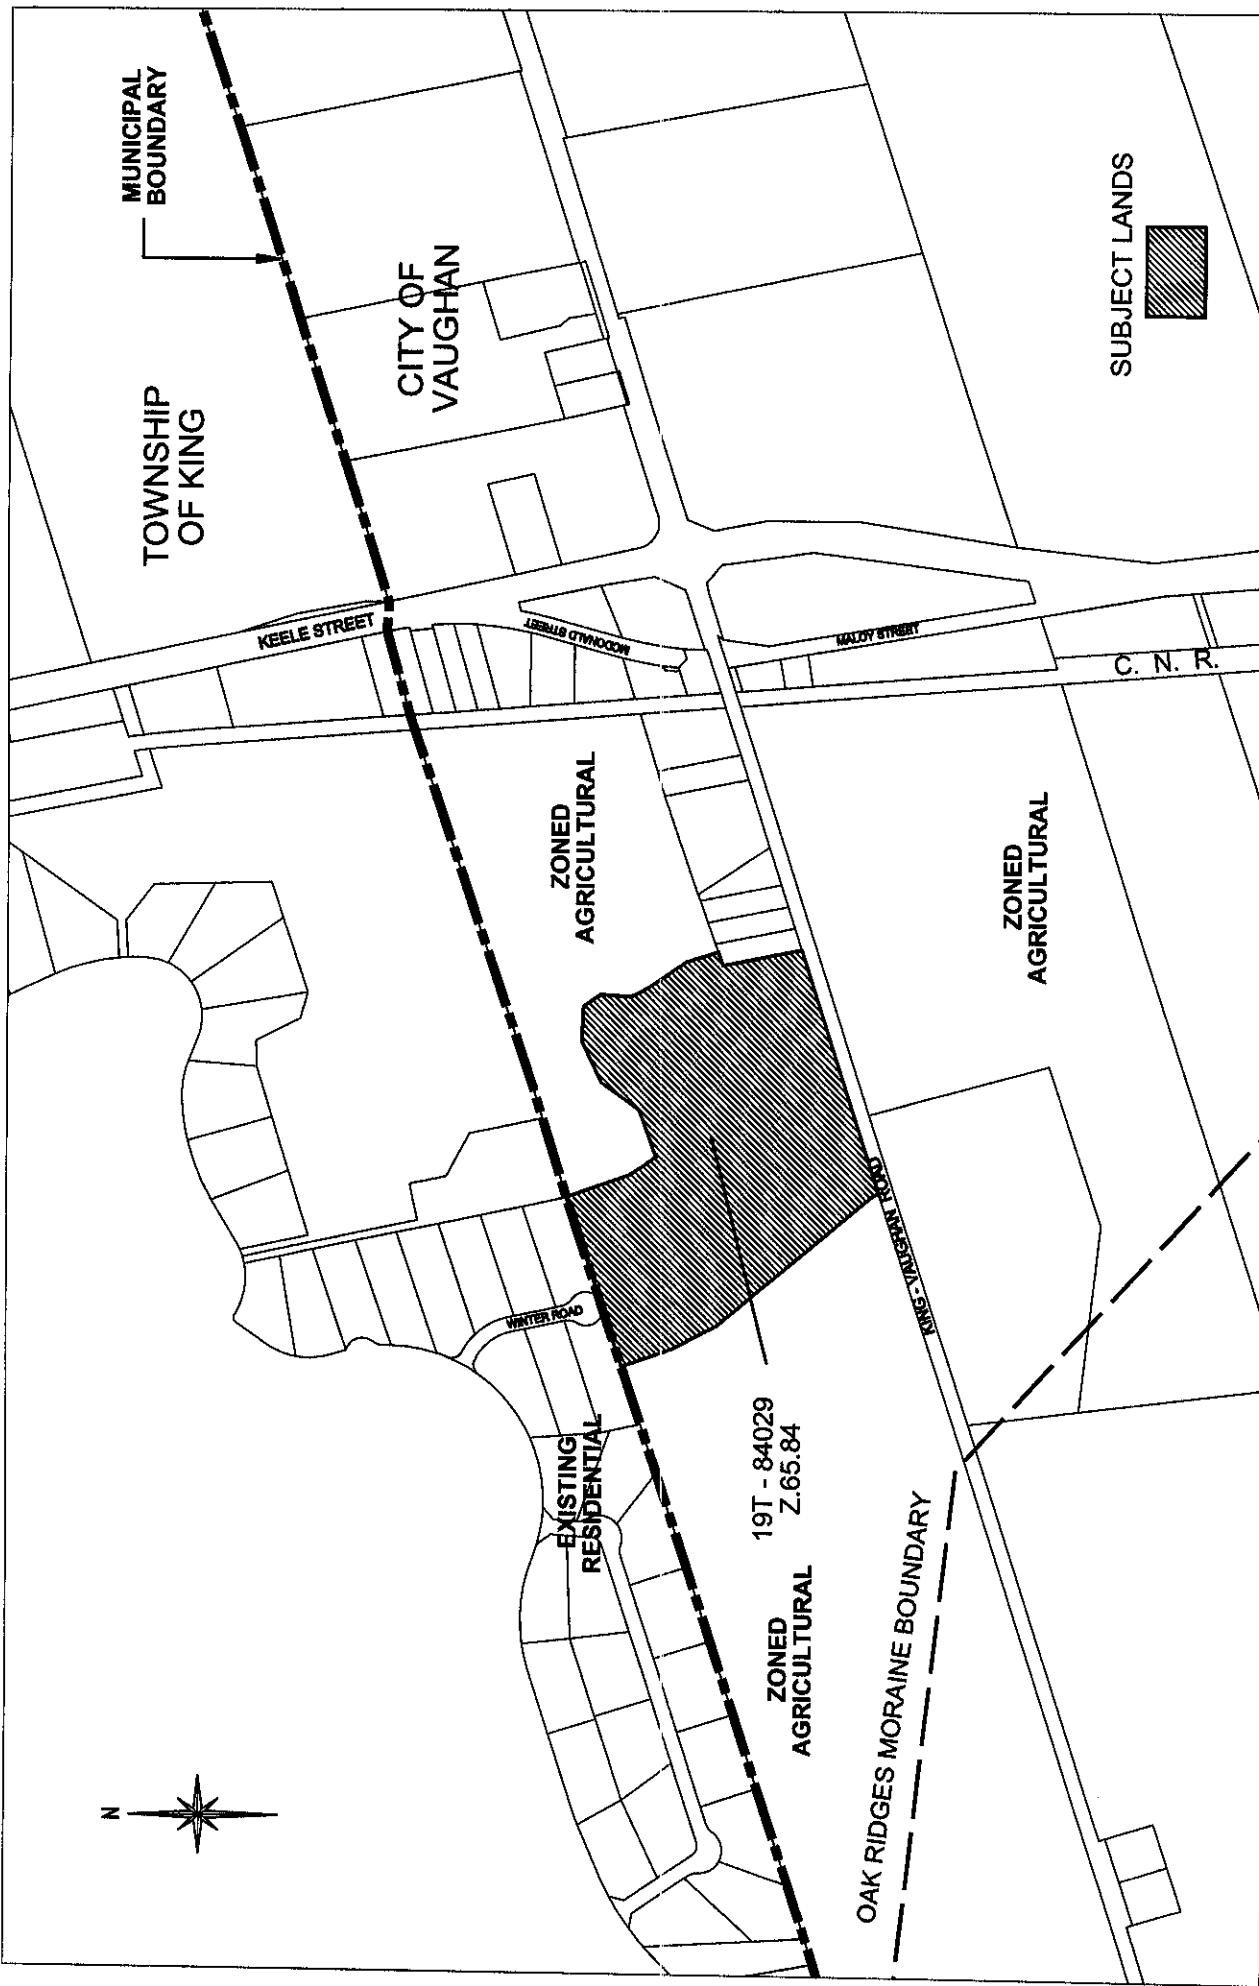 N
MUNICIPAL
BOUNDARY
TOWNSHIP
OF KING
CITY OF
VAUGHAN
KEELE STREET
MCDONALD STREET
MALOY STREET
C. N. R.
ZONED
AGRICULTURAL
ZONED
AGRICULTURAL
WINTER ROAD
EXISTING
RESIDENTIAL
KING - VAUGHAN ROAD
19T - 84029
Z.65.84
ZONED
AGRICULTURAL
OAK RIDGES MORAINE BOUNDARY
SUBJECT LANDS